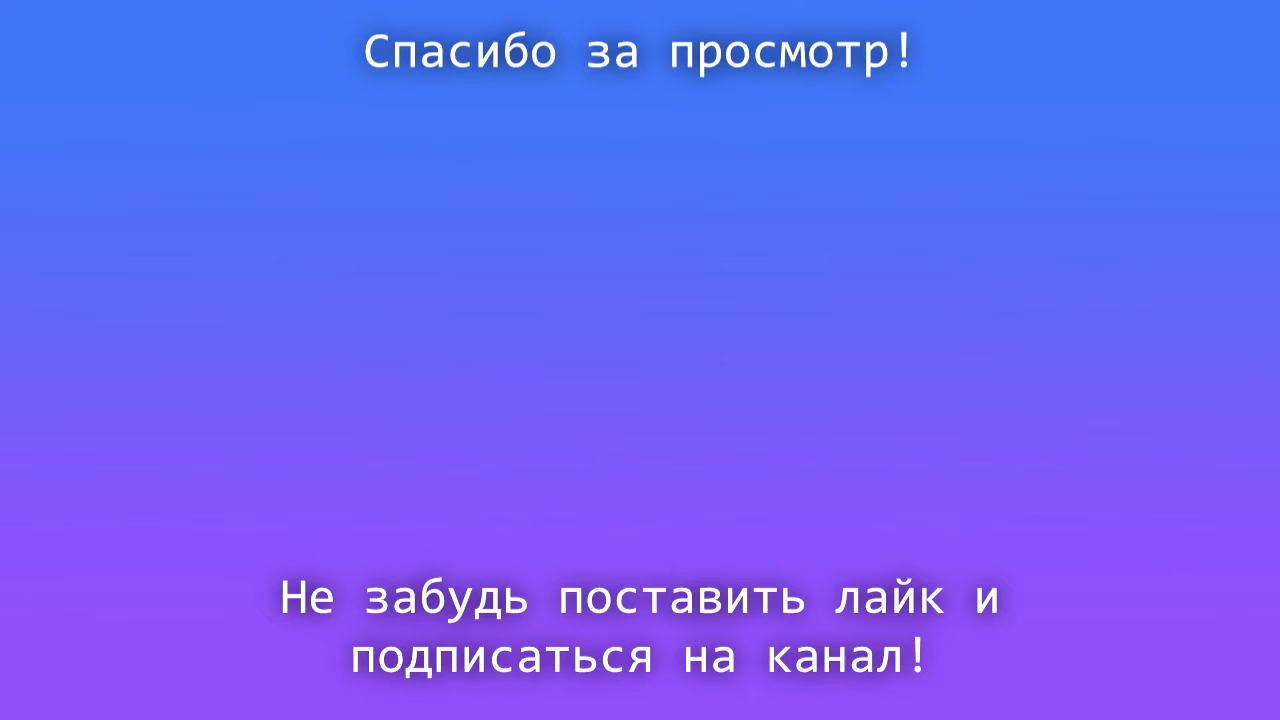 Спасибо за просмотр!
Не забудь поставить лайк и
подписаться на канал!